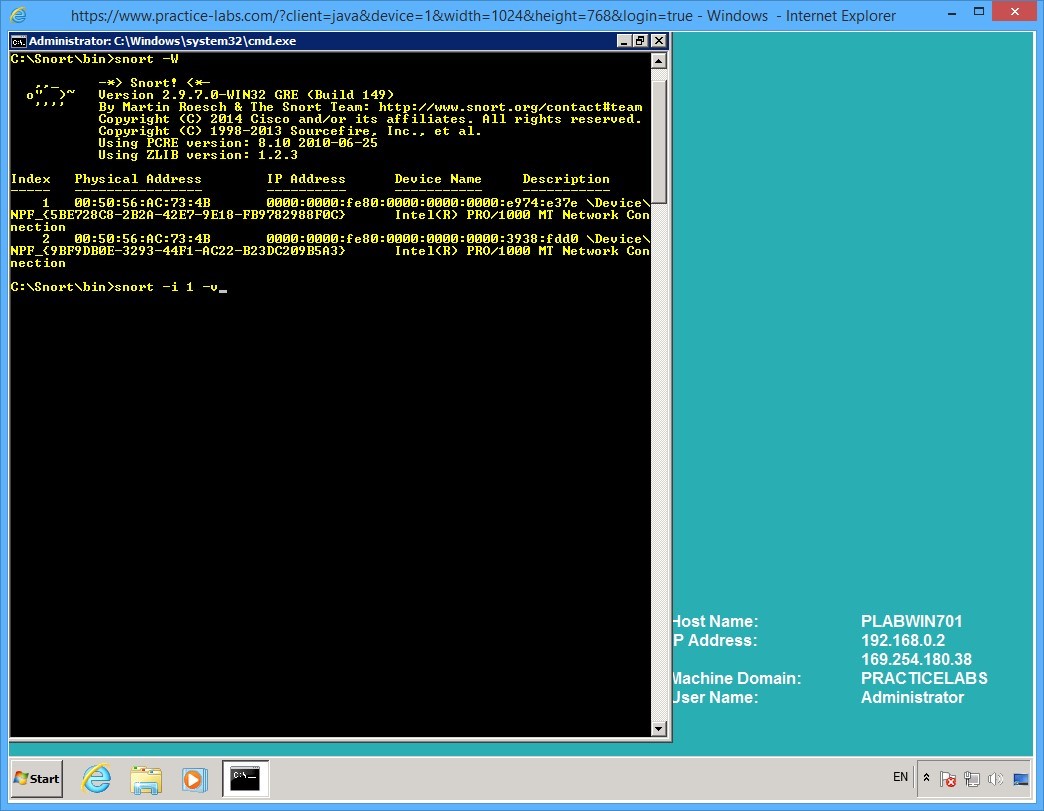 https://www.practice-labs.com/?client=java&device=1&width=1024&height=768&login=true - Windows - Internet Explorer
Administrator: C:\Windows\system32\cmd.exe
C:\Snort\bin>snort -W
,,_ -*> Snort! <*-
o" )~ Version 2.9.7.0-WIN32 GRE (Build 149)
'''' By Martin Roesch & The Snort Team: http://www.snort.org/contact#team
Copyright (C) 2014 Cisco and/or its affiliates. All rights reserved.
Copyright (C) 1998-2013 Sourcefire, Inc., et al.
Using PCRE version: 8.10 2010-06-25
Using ZLIB version: 1.2.3
Index Physical Address IP Address Device Name Description
----- ---------------- ---------- ----------- -----------
1 00:50:56:AC:73:4B 0000:0000:fe80:0000:0000:0000:e974:e37e \Device\
NPF_{5BE728C8-2B2A-42E7-9E18-FB9782988F0C} Intel(R) PRO/1000 MT Network Con
nection
2 00:50:56:AC:73:4B 0000:0000:fe80:0000:0000:0000:3938:fdd0 \Device\
NPF_{9BF9DB0E-3293-44F1-AC22-B23DC209B5A3} Intel(R) PRO/1000 MT Network Con
nection
C:\Snort\bin>snort -i 1 -v_
Host Name: PLABWIN701
IP Address: 192.168.0.2
169.254.180.38
Machine Domain: PRACTICELABS
User Name: Administrator
Start
EN